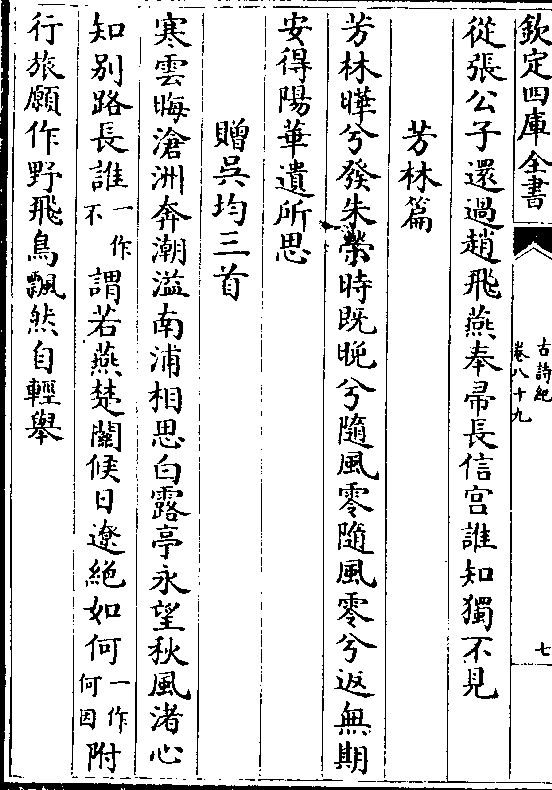 欽定四庫全書
古詩紀
卷八十九
七
從張公子還過趙飛燕奉帚長信宫誰知獨不見
芳林篇
芳林曄兮發朱榮時既晚兮隨風零隨風零兮返無期
安得陽華遺所思
贈吳均三首
寒雲晦滄洲奔潮溢南浦相思白露亭永望秋風渚心
知別路長誰一作不謂若燕楚關候日遼絶如何一作何因附
行旅願作野飛鳥飄然自輕舉